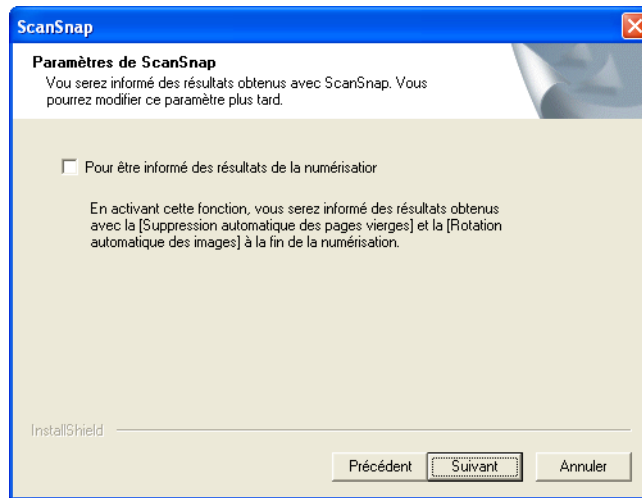 ScanSnap
Paramètres de ScanSnap
Vou serez informé des résultats obtenus avec ScanSnap. Vous
pourrez modifier ce paramètre plus tard.
Pour être informé des résultats de la numérisatior
En activant cette fonction, vous serez informé des résultats obtenus
avec la [Suppression automatique des pages vierges] et la [Rotation
automatique des images] à la fin de la numérisation.
InstallShield
Précédent Suivant Annuler